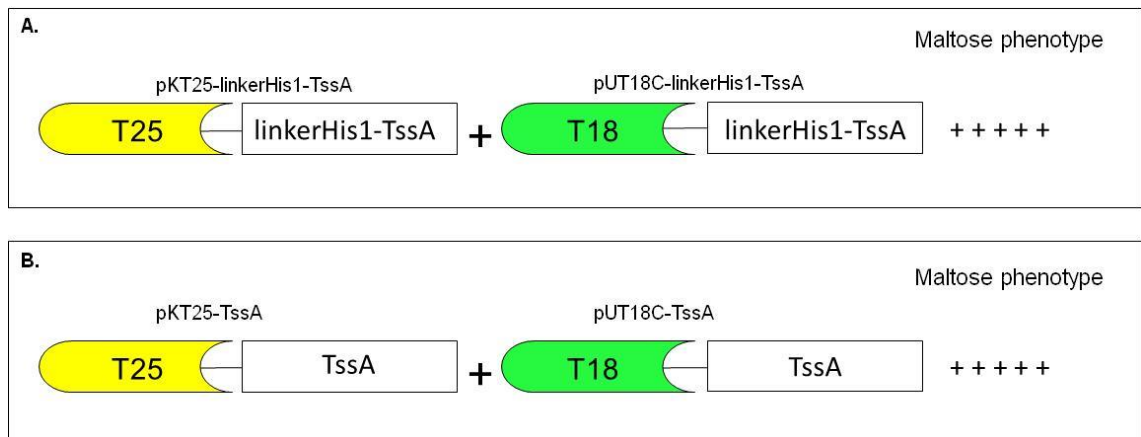 A.
Maltose phenotype
pKT25-linkerHis1-TssA pUT18C-linkerHis1-TssA
T25 linkerHis1-TssA + T18 linkerHis1-TssA + + + + +
B.
Maltose phenotype
pKT25-TssA pUT18C-TssA
T25 TssA + T18 TssA + + + + +